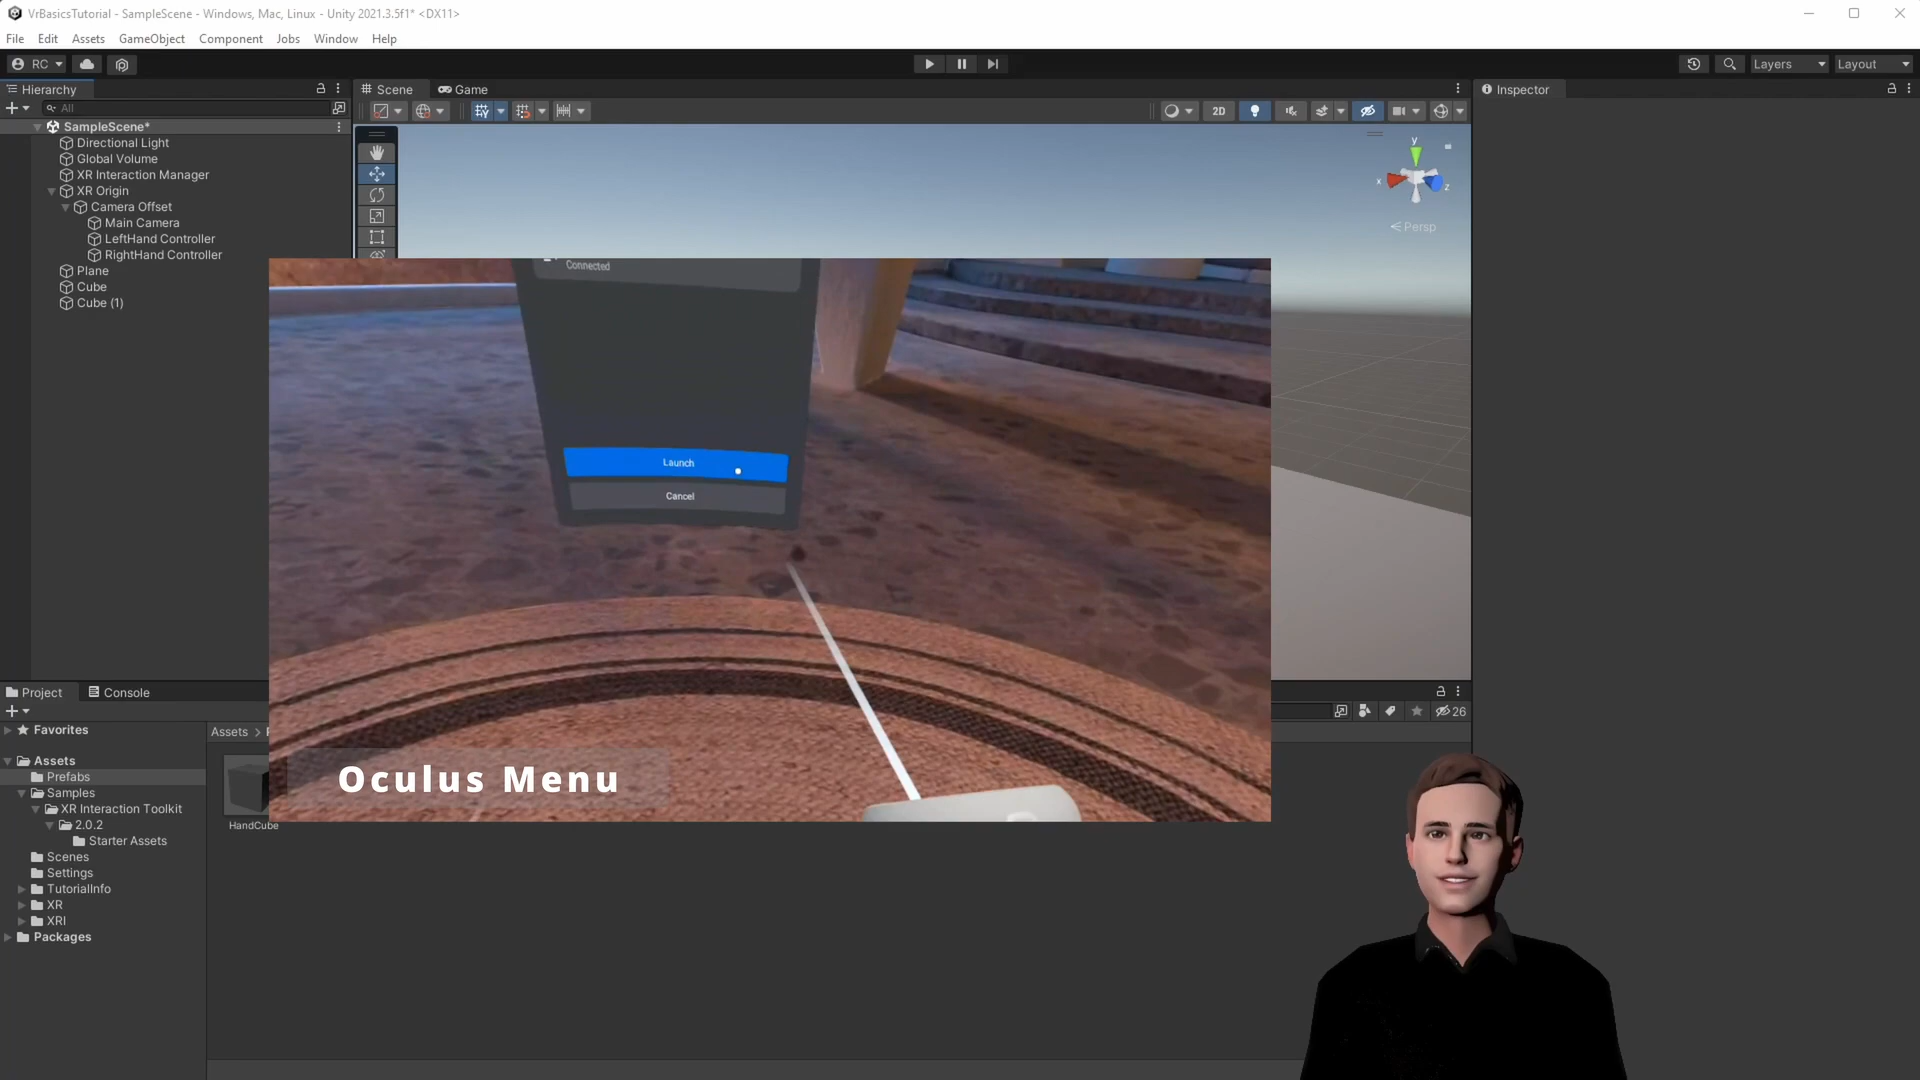 VrBasicsTutorial - SampleScene - Windows, Mac, Linux - Unity 2021.3.5f1* <DX11>
File Edit Assets GameObject Component Jobs Window Help
RC Layers Layout
Hierarchy Scene Game Inspector
All 2D
SampleScene*
Directional Light
Global Volume
XR Interaction Manager
XR Origin
Camera Offset
Main Camera
LeftHand Controller
RightHand Controller
Plane
Cube
Cube (1)
y
x
z
Persp
Connected
Launch
Cancel
Oculus Menu
Project Console
26
Favorites
Assets >
Assets
Prefabs
Samples
XR Interaction Toolkit
2.0.2
Starter Assets
Scenes
Settings
TutorialInfo
XR
XRI
Packages
HandCube